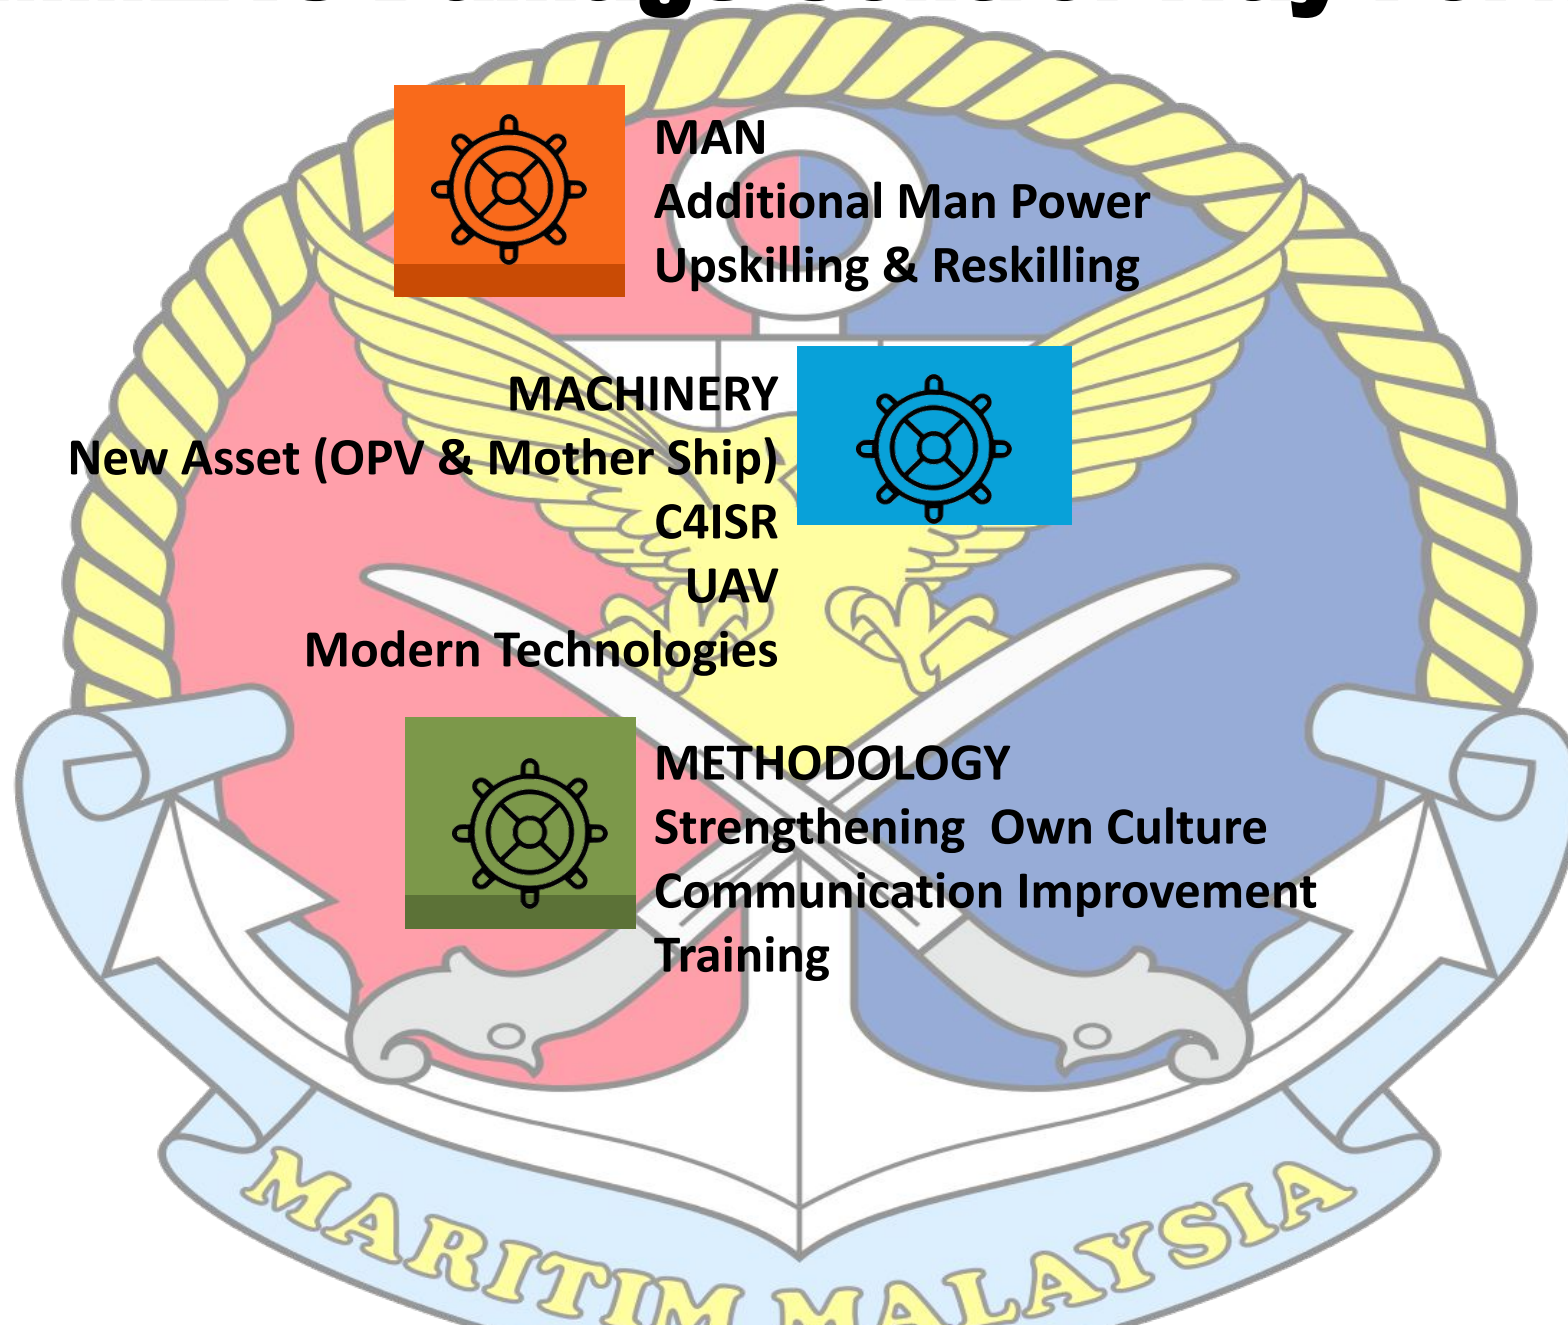 MAN
Additional Man Power
Upskilling & Reskilling
MACHINERY
New Asset (OPV & Mother Ship)
C4ISR
UAV
Modern Technologies
METHODOLOGY
Strengthening  Own Culture
Communication Improvement
Training
MARITIM MALAYSIA